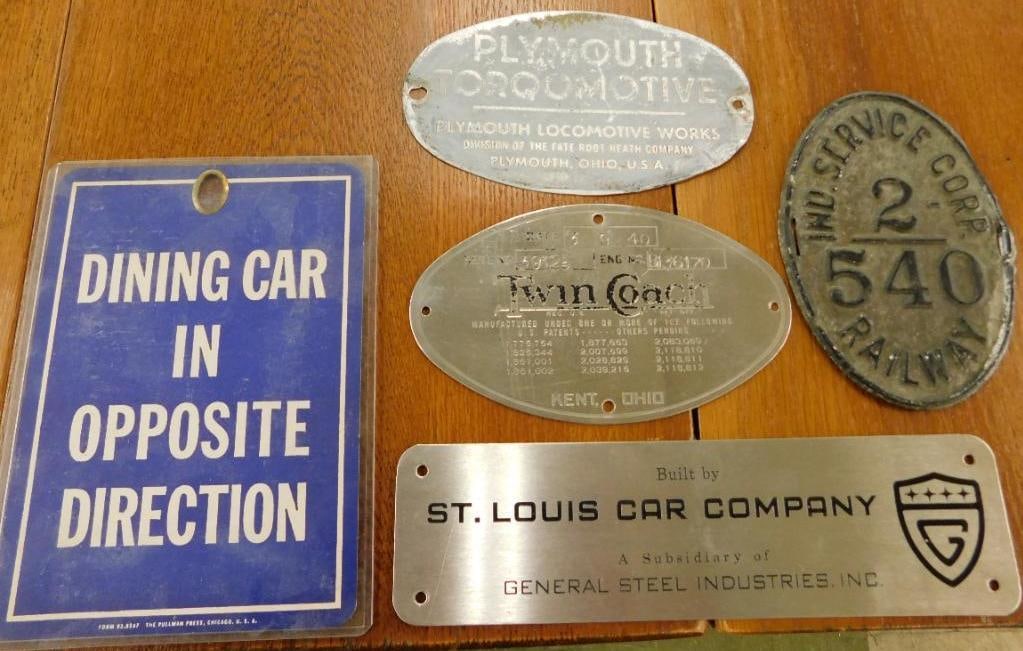 DINING CAR
IN
OPPOSITE
DIRECTION
THE PULLMAN PRESS, CHICAGO, U. S. A.
PLYMOUTH
TORQOMOTIVE
PLYMOUTH LOCOMOTIVE WORKS
DIVISION OF THE FATE ROOT HEATH COMPANY
PLYMOUTH, OHIO, U.S.A.
ENG NO
Twin Coach
MANUFACTURED UNDER ONE OR MORE OF THE FOLLOWING
U.S. PATENTS-----OTHERS PENDING
KENT, OHIO
IND. SERVICE CORP.
2
540
RAILWAY
Built by
ST. LOUIS CAR COMPANY
A Subsidiary of
GENERAL STEEL INDUSTRIES, INC.
G